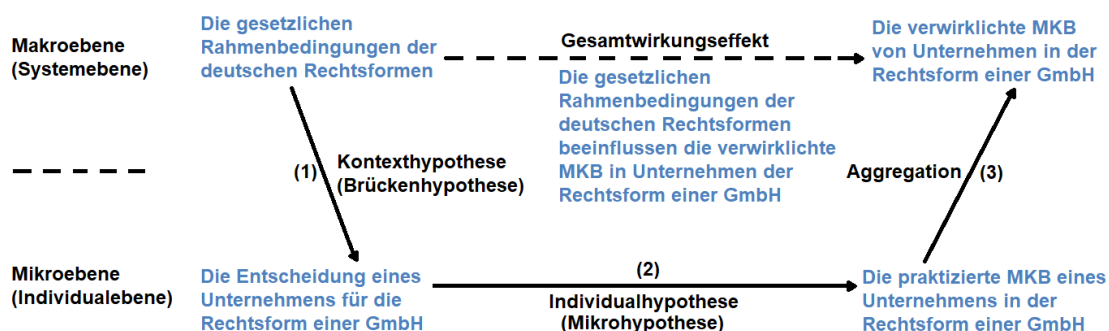 Makroebene
(Systemebene)
Die gesetzlichen
Rahmenbedingungen der
deutschen Rechtsformen
Gesamtwirkungseffekt
Die gesetzlichen
Rahmenbedingungen der
deutschen Rechtsformen
beeinflussen die verwirklichte
MKB in Unternehmen der
Rechtsform einer GmbH
Die verwirklichte MKB
von Unternehmen in der
Rechtsform einer GmbH
(1)
Kontexthypothese
(Brückenhypothese)
Aggregation
(3)
Mikroebene
(Individualebene)
Die Entscheidung eines
Unternehmens für die
Rechtsform einer GmbH
(2)
Individualhypothese
(Mikrohypothese)
Die praktizierte MKB eines
Unternehmens in der
Rechtsform einer GmbH